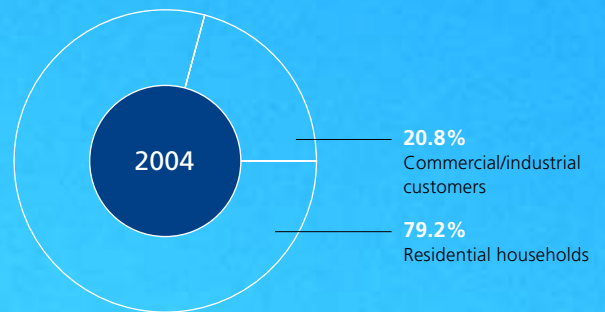 2004
20.8%
Commercial/industrial
customers
79.2%
Residential households